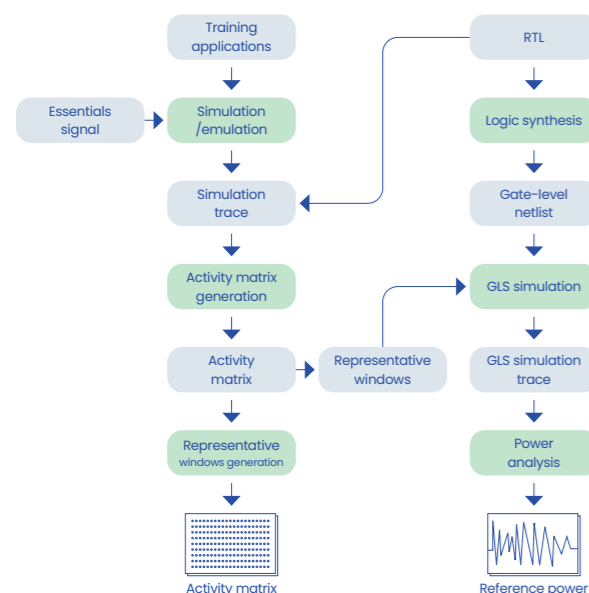 Training
applications
RTL
Essentials
signal
Simulation
/emulation
Logic synthesis
Simulation
trace
Gate-level
netlist
Activity matrix
generation
GLS simulation
Activity
matrix
Representative
windows
GLS simulation
trace
Representative
windows generation
Power
analysis
Activity matrix
Reference power